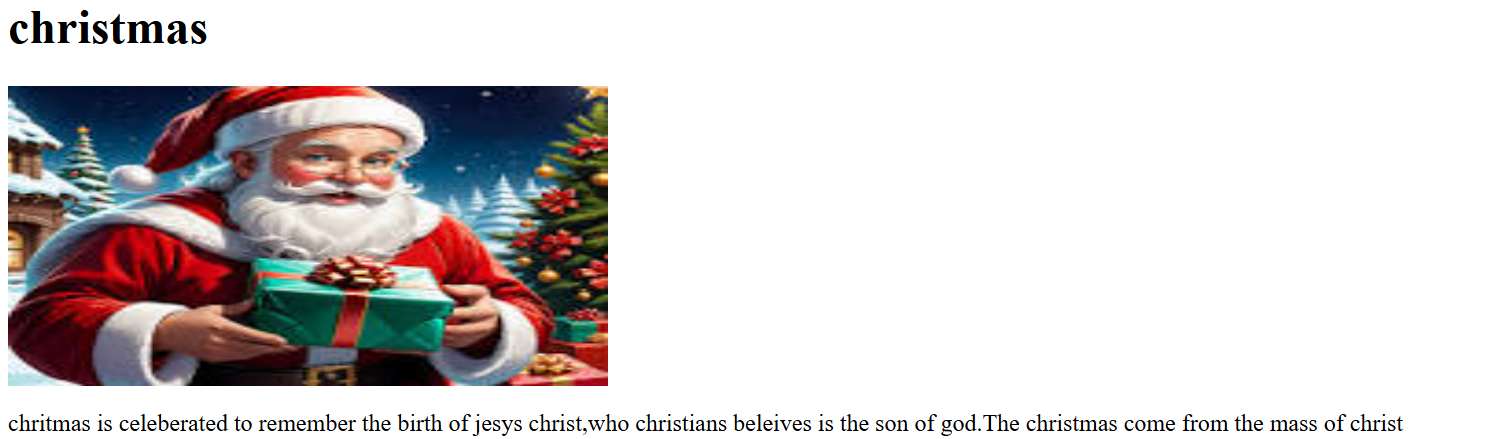 christmas
chritmas is celeberated to remember the birth of jesys christ,who christians beleives is the son of god.The christmas come from the mass of christ